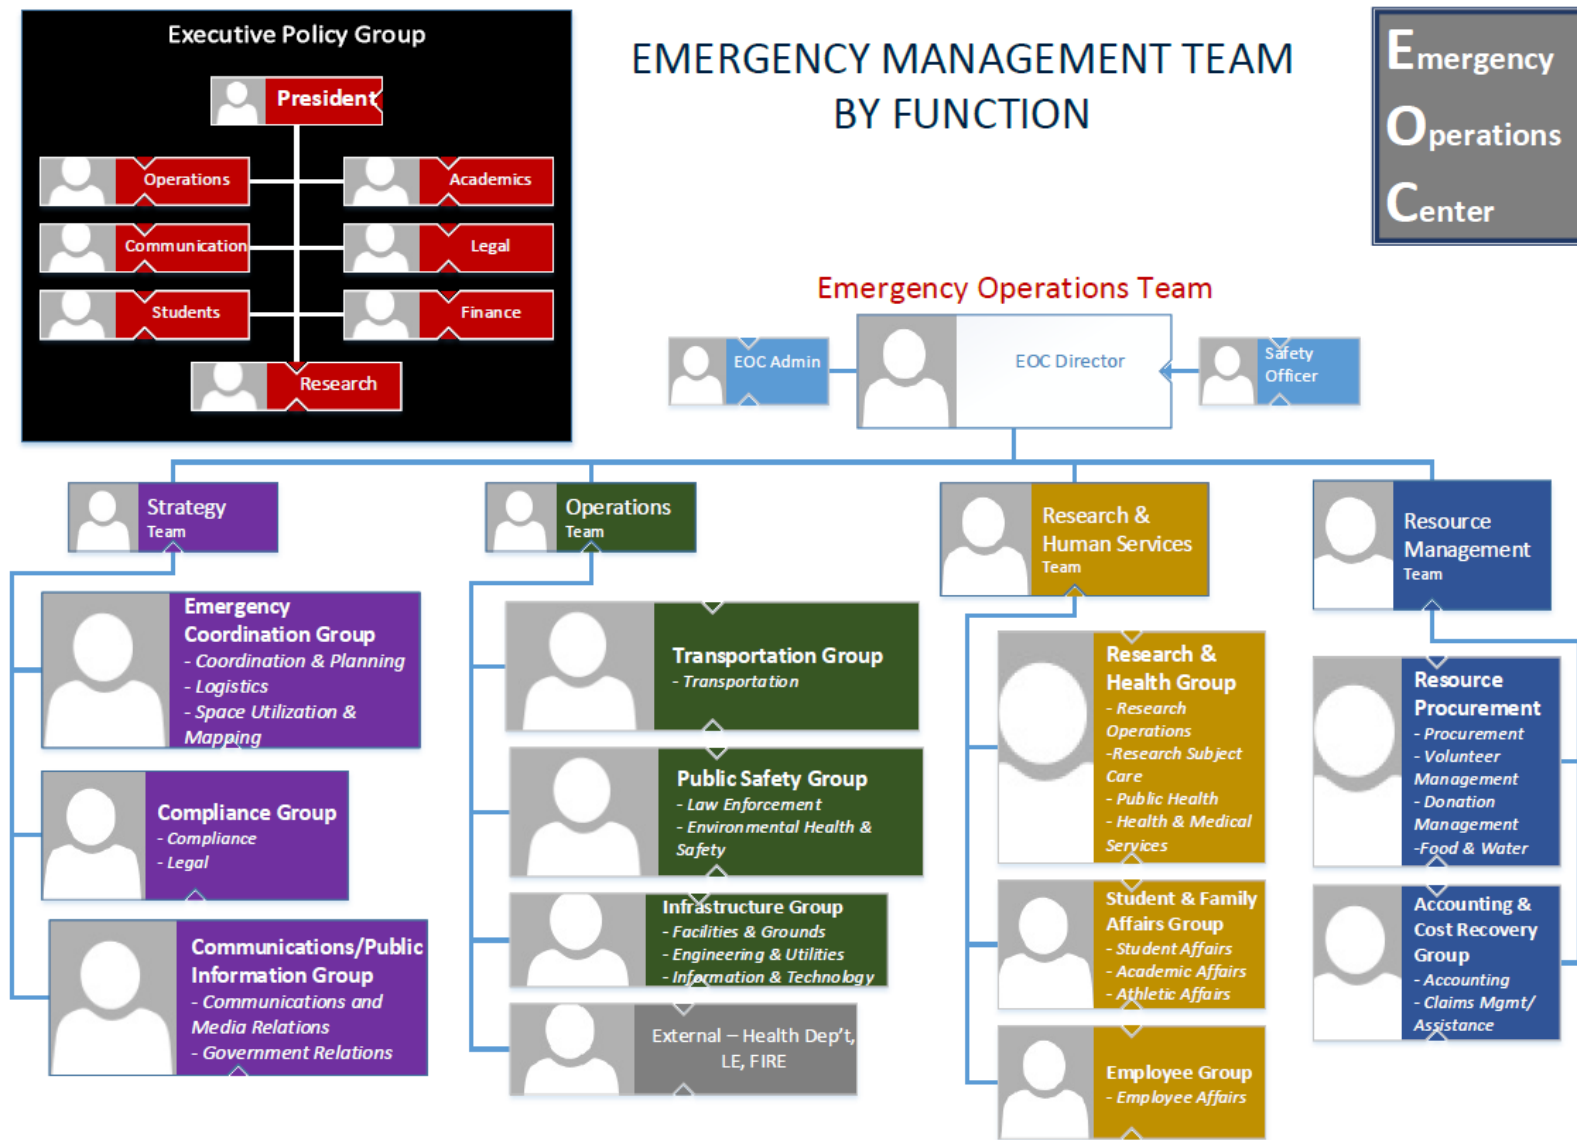 Executive Policy Group
President
Operations
Academics
Communication
Legal
Students
Finance
Research
EMERGENCY MANAGEMENT TEAM
BY FUNCTION
Emergency
Operations
Center
Emergency Operations Team
EOC Admin
EOC Director
Safety
Officer
Strategy
Team
Emergency
Coordination Group
- Coordination & Planning
- Logistics
- Space Utilization &
Mapping
Compliance Group
- Compliance
- Legal
Communications/Public
Information Group
- Communications and
Media Relations
- Government Relations
Operations
Team
Transportation Group
- Transportation
Public Safety Group
- Law Enforcement
- Environmental Health &
Safety
Infrastructure Group
- Facilities & Grounds
- Engineering & Utilities
- Information & Technology
External – Health Dep't,
LE, FIRE
Research &
Human Services
Team
Research &
Health Group
- Research
Operations
-Research Subject
Care
- Public Health
- Health & Medical
Services
Student & Family
Affairs Group
- Student Affairs
- Academic Affairs
- Athletic Affairs
Employee Group
- Employee Affairs
Resource
Management
Team
Resource
Procurement
- Procurement
- Volunteer
Management
- Donation
Management
-Food & Water
Accounting &
Cost Recovery
Group
- Accounting
- Claims Mgmt/
Assistance